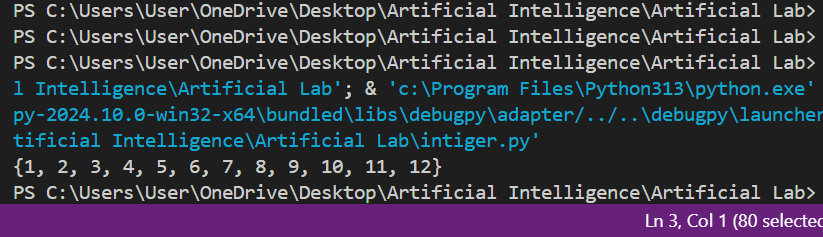 PS C:\Users\User\OneDrive\Desktop\Artificial Intelligence\Artificial Lab>
PS C:\Users\User\OneDrive\Desktop\Artificial Intelligence\Artificial Lab>
PS C:\Users\User\OneDrive\Desktop\Artificial Intelligence\Artificial Lab>
l Intelligence\Artificial Lab'; & 'c:\Program Files\Python313\python.exe'
py-2024.10.0-win32-x64\bundled\libs\debugpy\adapter/../..\debugpy\launcher
tificial Intelligence\Artificial Lab\intiger.py'
{1, 2, 3, 4, 5, 6, 7, 8, 9, 10, 11, 12}
PS C:\Users\User\OneDrive\Desktop\Artificial Intelligence\Artificial Lab>
Ln 3, Col 1 (80 selected